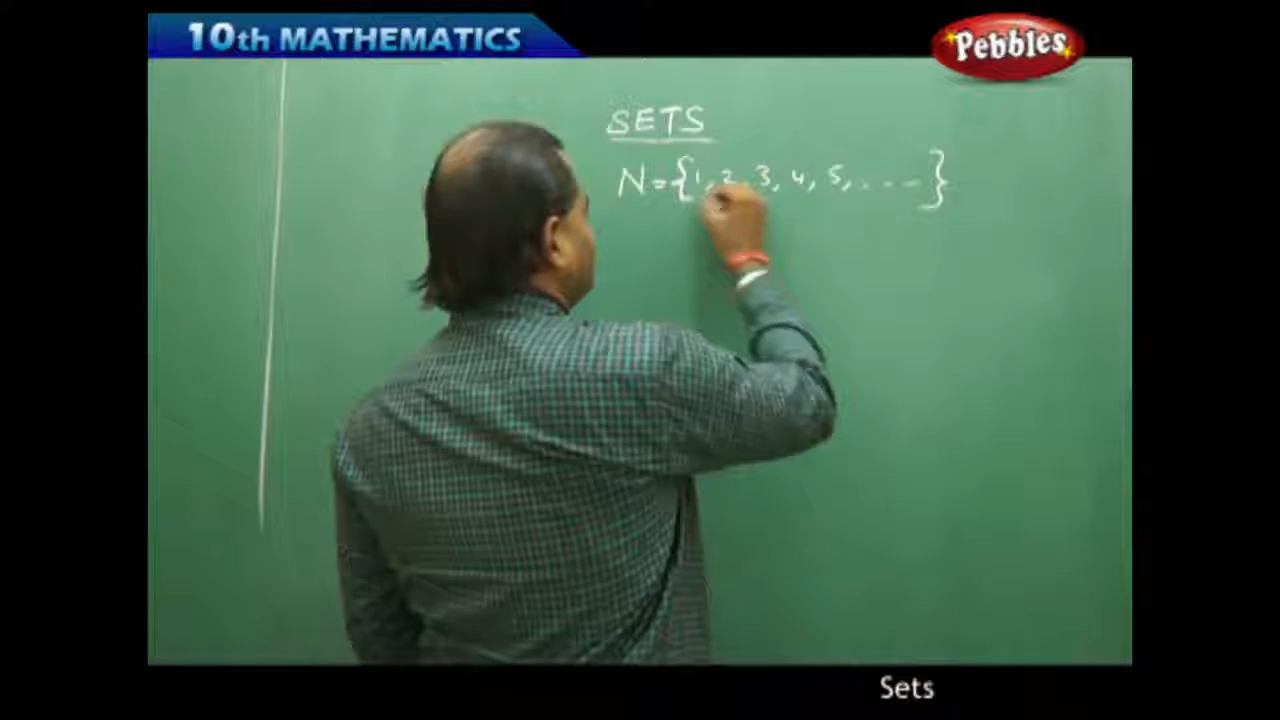 10th MATHEMATICS
Pebbles
SETS
N={1, 2, 3, 4, 5, . - - - }
Sets